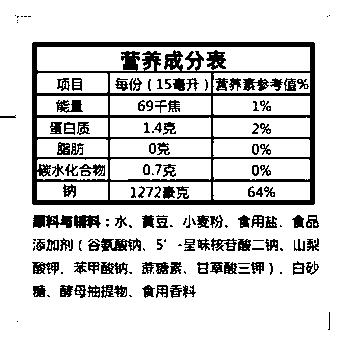 营养成分表
项目 每份（15毫升） 营养素参考值%
能量 69千焦 1%
蛋白质 1.4克 2%
脂肪 0克 0%
碳水化合物 0.7克 0%
钠 1272毫克 64%
原料与辅料：水、黄豆、小麦粉、食用盐、食品
添加剂（谷氨酸钠、5'-呈味核苷酸二钠、山梨
酸钾、苯甲酸钠、蔗糖素、甘草酸三钾）、白砂
糖、酵母抽提物、食用香料